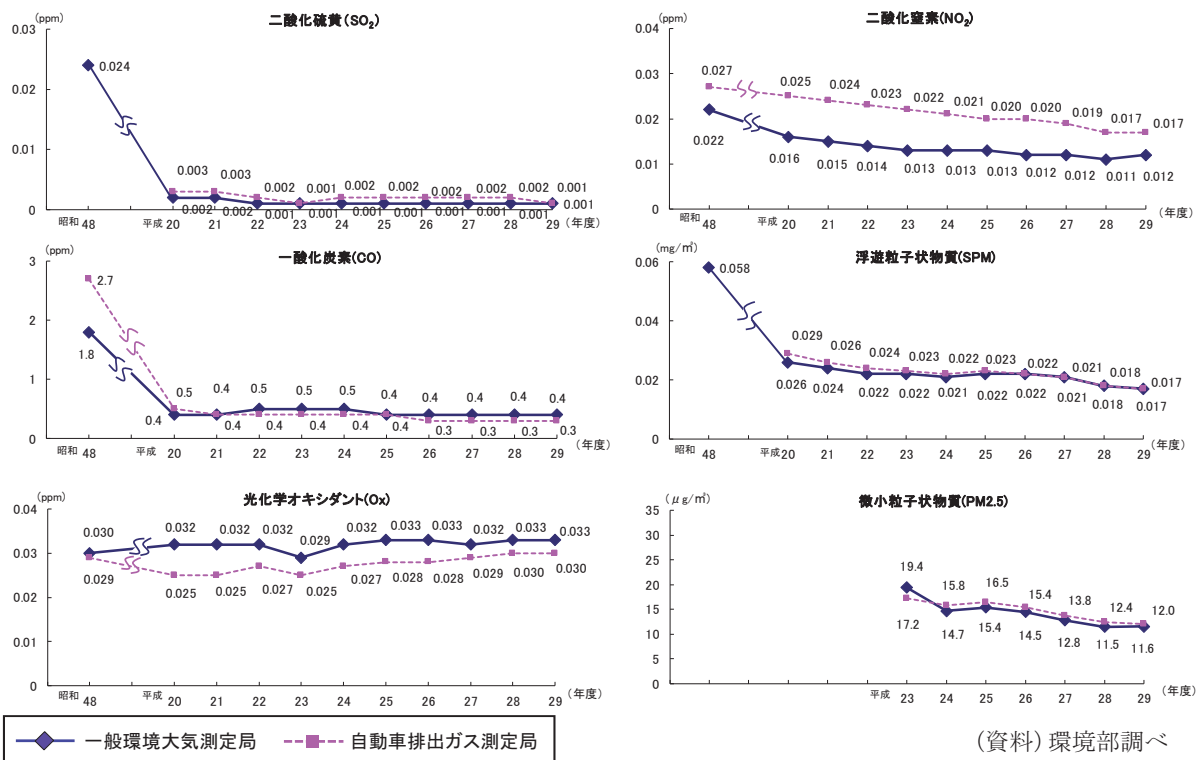 (ppm)
二酸化硫黄(SO₂)
0.03
0.02
0.01
0
0.024
0.003 0.003 0.002 0.001 0.002 0.002 0.002 0.002 0.002 0.001
0.002 0.002 0.001 0.001 0.001 0.001 0.001 0.001 0.001 0.001
昭和 48 平成 20 21 22 23 24 25 26 27 28 29 (年度)
(ppm)
二酸化窒素(NO₂)
0.04
0.03
0.02
0.01
0.00
0.027 0.025 0.024 0.023 0.022 0.021 0.020 0.020 0.019 0.017 0.017
0.022 0.016 0.015 0.014 0.013 0.013 0.013 0.012 0.012 0.011 0.012
昭和 48 平成 20 21 22 23 24 25 26 27 28 29 (年度)
(ppm)
一酸化炭素(CO)
3
2
1
0
2.7
1.8
0.5 0.4 0.5 0.5 0.5 0.4 0.4 0.4 0.4 0.4
0.4 0.4 0.4 0.4 0.4 0.4 0.3 0.3 0.3 0.3
昭和 48 平成 20 21 22 23 24 25 26 27 28 29 (年度)
(mg/㎥)
浮遊粒子状物質(SPM)
0.06
0.04
0.02
0.00
0.058
0.029 0.026 0.024 0.023 0.022 0.023 0.022 0.021 0.018 0.017
0.026 0.024 0.022 0.022 0.021 0.022 0.022 0.021 0.018 0.017
昭和 48 平成 20 21 22 23 24 25 26 27 28 29 (年度)
(ppm)
光化学オキシダント(Ox)
0.04
0.03
0.02
0.01
0
0.030 0.032 0.032 0.032 0.029 0.032 0.033 0.033 0.032 0.033 0.033
0.029 0.025 0.025 0.027 0.025 0.027 0.028 0.028 0.029 0.030 0.030
昭和 48 平成 20 21 22 23 24 25 26 27 28 29 (年度)
(μg/㎥)
微小粒子状物質(PM2.5)
35
30
25
20
15
10
5
0
19.4 15.8 16.5 15.4 13.8 12.4 12.0
17.2 14.7 15.4 14.5 12.8 11.5 11.6
平成 23 24 25 26 27 28 29 (年度)
一般環境大気測定局 自動車排出ガス測定局
(資料)環境部調べ